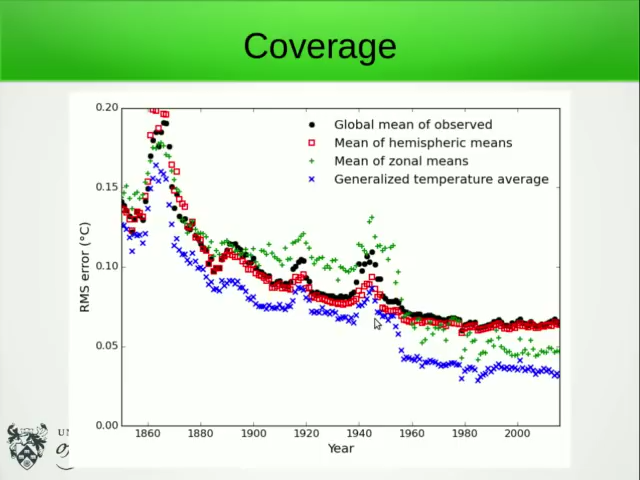 Coverage
0.20
0.15
0.10
0.05
0.00
RMS error (°C)
Global mean of observed
Mean of hemispheric means
Mean of zonal means
Generalized temperature average
1860 1880 1900 1920 1940 1960 1980 2000
Year